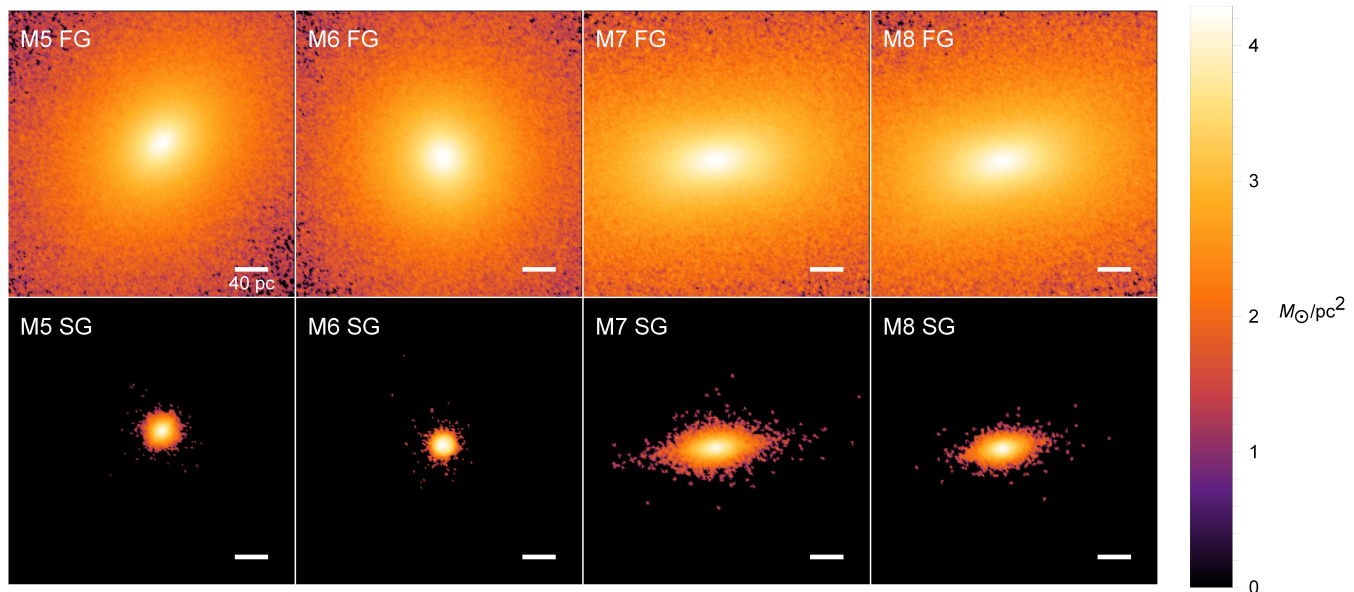 M5 FG
M6 FG
M7 FG
M8 FG
40 pc
M5 SG
M6 SG
M7 SG
M8 SG
4
3
2
1
0
M☉/pc²